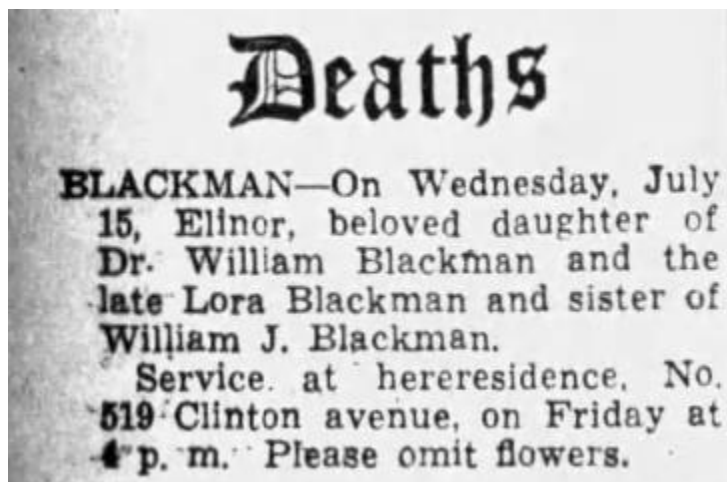 Deaths
BLACKMAN—On Wednesday, July
15, Elinor, beloved daughter of
Dr. William Blackman and the
late Lora Blackman and sister of
William J. Blackman.
Service at hereresidence, No.
519 Clinton avenue, on Friday at
4 p. m. Please omit flowers.